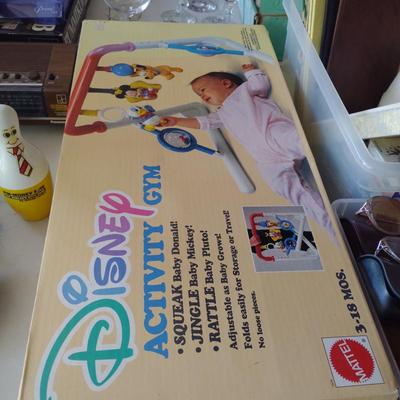 Disney
ACTIVITY GYM
• SQUEAK Baby Donald!
• JINGLE Baby Mickey!
• RATTLE Baby Pluto!
Adjustable as Baby Grows!
Folds easily for Storage or Travel!
No loose pieces.
3-18 MOS.
MATTEL